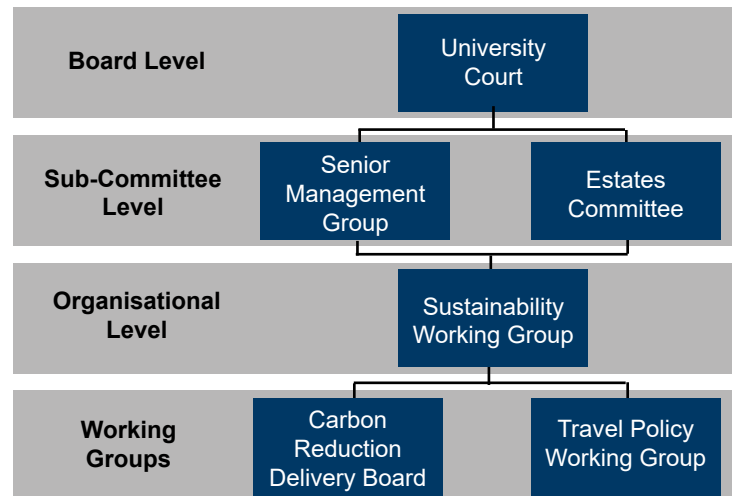 Board Level
University
Court
Sub-Committee
Level
Senior
Management
Group
Estates
Committee
Organisational
Level
Sustainability
Working Group
Working
Groups
Carbon
Reduction
Delivery Board
Travel Policy
Working Group